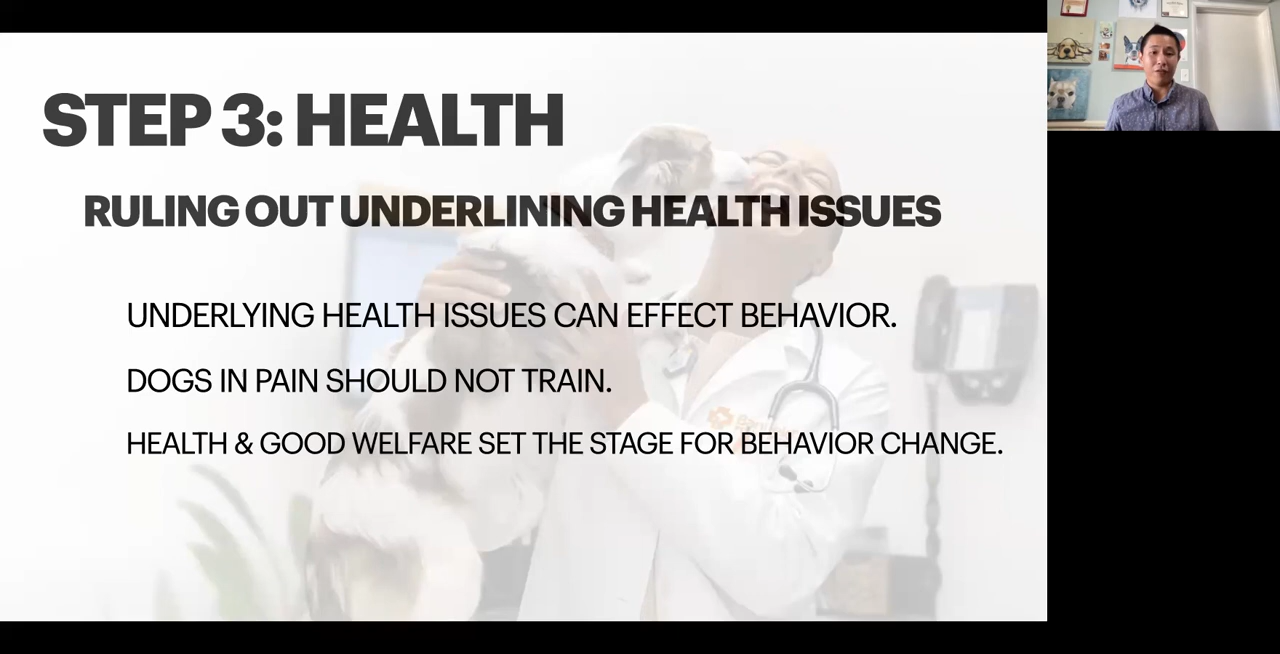 STEP 3: HEALTH
RULING OUT UNDERLINING HEALTH ISSUES
UNDERLYING HEALTH ISSUES CAN EFFECT BEHAVIOR.
DOGS IN PAIN SHOULD NOT TRAIN.
HEALTH & GOOD WELFARE SET THE STAGE FOR BEHAVIOR CHANGE.